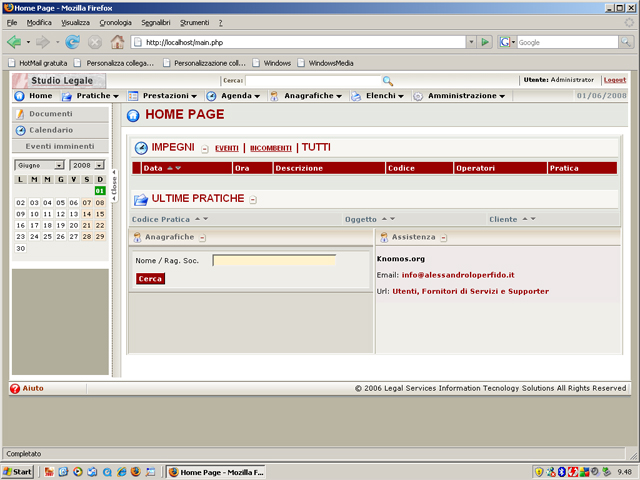 Home Page - Mozilla Firefox
File Modifica Visualizza Cronologia Segnalibri Strumenti ?
http://localhost/main.php
Google
HotMail gratuita Personalizza collega... Personalizzazione coll... Windows WindowsMedia
Studio Legale Cerca: Utente: Administrator Logout
Home Pratiche Prestazioni Agenda Anagrafiche Elenchi Amministrazione 01/06/2008
Documenti
Calendario
Eventi imminenti
Giugno 2008
L M M G V S D
01
02 03 04 05 06 07 08
09 10 11 12 13 14 15
16 17 18 19 20 21 22
23 24 25 26 27 28 29
30
Close
HOME PAGE
IMPEGNI EVENTI | INCOMBENTI | TUTTI
Data Ora Descrizione Codice Operatori Pratica
ULTIME PRATICHE
Codice Pratica Oggetto Cliente
Anagrafiche
Nome / Rag. Soc.
Cerca
Assistenza
Knomos.org
Email: info@alessandroloperfido.it
Url: Utenti, Fornitori di Servizi e Supporter
Aiuto © 2006 Legal Services Information Tecnology Solutions All Rights Reserved
Completato
Start Home Page - Mozilla F... 9.48